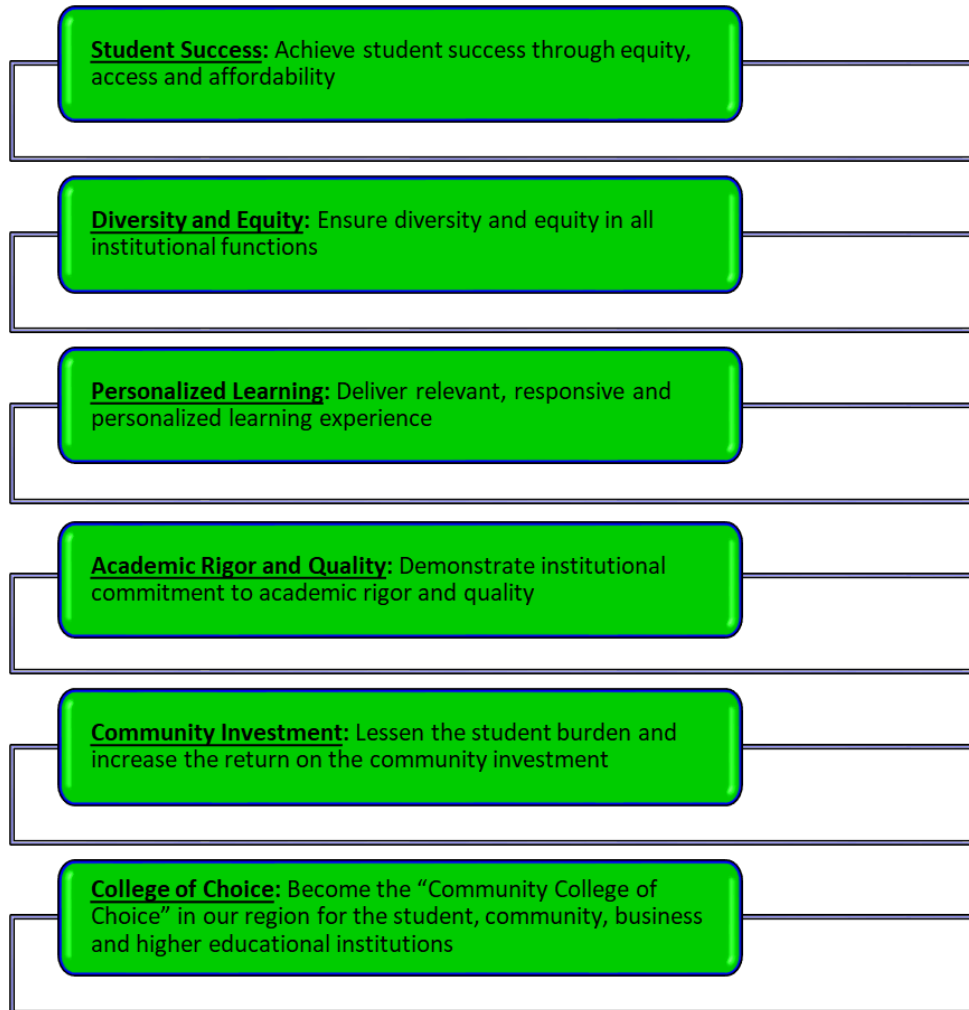 Student Success: Achieve student success through equity,
access and affordability
Diversity and Equity: Ensure diversity and equity in all
institutional functions
Personalized Learning: Deliver relevant, responsive and
personalized learning experience
Academic Rigor and Quality: Demonstrate institutional
commitment to academic rigor and quality
Community Investment: Lessen the student burden and
increase the return on the community investment
College of Choice: Become the “Community College of
Choice” in our region for the student, community, business
and higher educational institutions